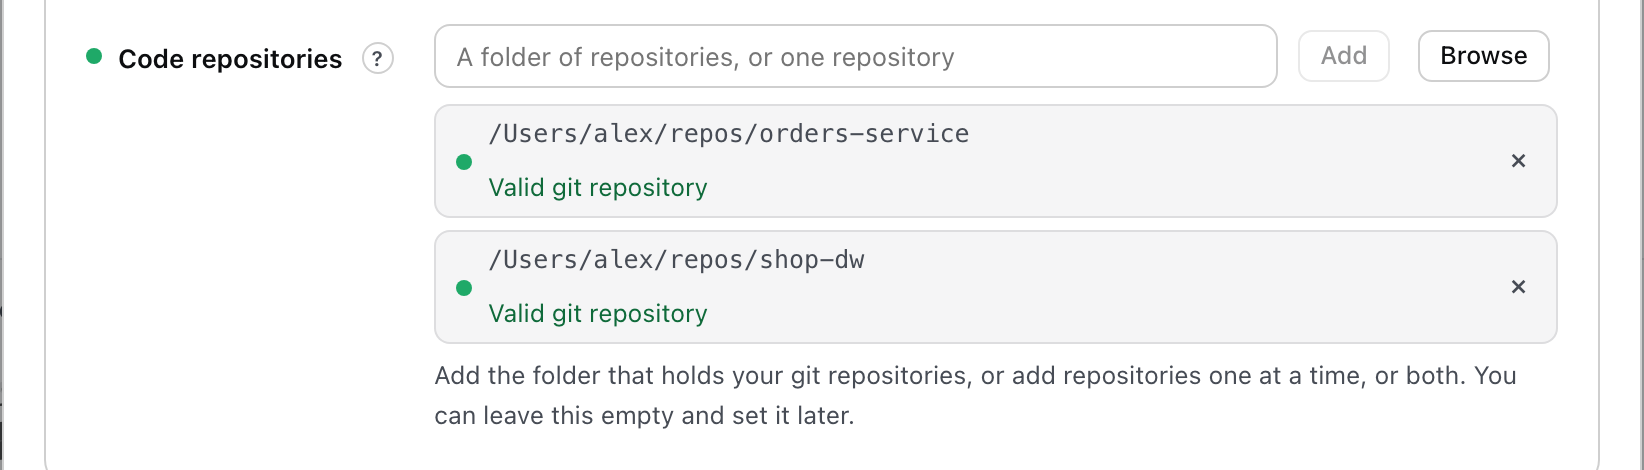 Code repositories ? A folder of repositories, or one repository Add Browse
/Users/alex/repos/orders-service
×
Valid git repository
/Users/alex/repos/shop-dw
×
Valid git repository
Add the folder that holds your git repositories, or add repositories one at a time, or both. You
can leave this empty and set it later.